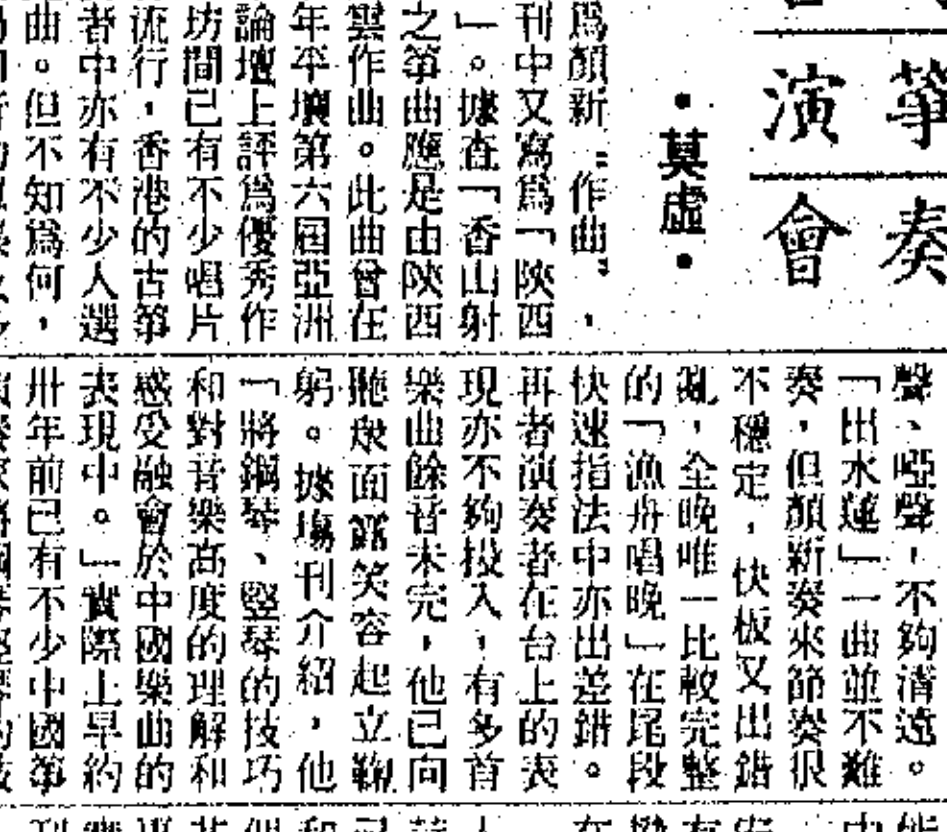 箏奏
演會
·莫虛·
爲顏新 作曲，
刊中又寫爲「陝西
」。據查「香山射
之箏曲應是由陝西
雲作曲。此曲曾在
年平壤第六屆亞洲
論壇上評爲優秀作
坊間已有不少唱片
流行，香港的古箏
者中亦有不少人選
曲。但不知爲何，
聲、啞聲，不夠清遠。
「出水蓮」一曲並不難
奏，但顏新奏來節奏很
不穩定，快板又出錯
亂，全晚唯一比較完整
的「漁舟唱晚」在尾段
快速指法中亦出差錯。
再者演奏者在台上的表
現亦不夠投入，有多首
樂曲餘音未完，他已向
聽衆面露笑容起立鞠
躬。據場刊介紹，他
「將鋼琴、豎琴的技巧
和對音樂高度的理解和
感受融會於中國樂曲的
表現中。」實際上早約
卅年前已有不少中國箏